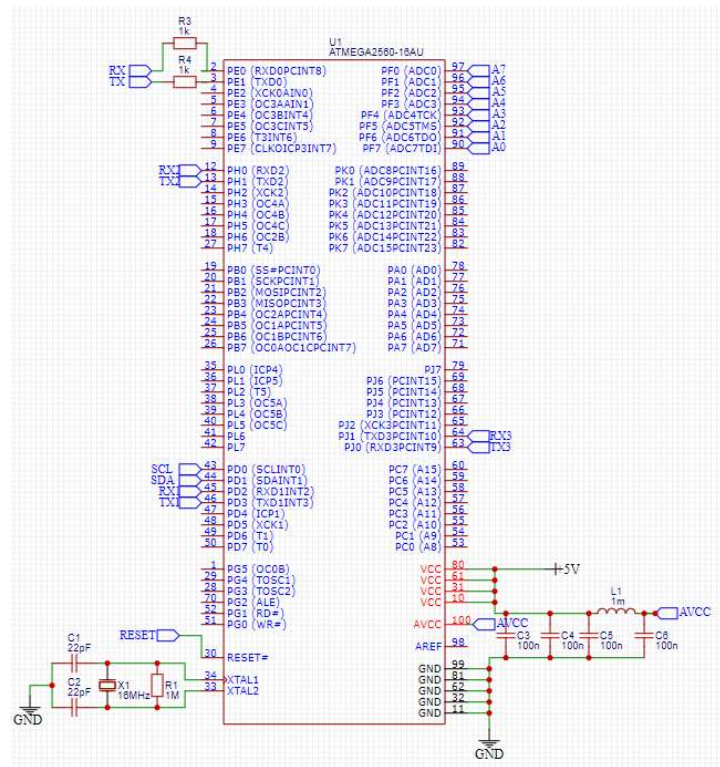 R3
1k
U1
ATMEGA2560-16AU
RX
R4
1k
TX
2 PE0 (RXD0PCINT8)
3 PE1 (TXD0)
4 PE2 (XCK0AIN0)
5 PE3 (OC3AAIN1)
6 PE4 (OC3BINT4)
7 PE5 (OC3CINT5)
8 PE6 (T3INT6)
9 PE7 (CLKOICP3INT7)
PF0 (ADC0) 97 A7
PF1 (ADC1) 96 A6
PF2 (ADC2) 95 A5
PF3 (ADC3) 94 A4
PF4 (ADC4TCK) 93 A3
PF5 (ADC5TMS) 92 A2
PF6 (ADC6TDO) 91 A1
PF7 (ADC7TDI) 90 A0
RX2 12 PH0 (RXD2)
TX2 13 PH1 (TXD2)
14 PH2 (XCK2)
15 PH3 (OC4A)
16 PH4 (OC4B)
17 PH5 (OC4C)
18 PH6 (OC2B)
27 PH7 (T4)
PK0 (ADC8PCINT16) 89
PK1 (ADC9PCINT17) 88
PK2 (ADC10PCINT18) 87
PK3 (ADC11PCINT19) 86
PK4 (ADC12PCINT20) 85
PK5 (ADC13PCINT21) 84
PK6 (ADC14PCINT22) 83
PK7 (ADC15PCINT23) 82
19 PB0 (SS#PCINT0)
20 PB1 (SCKPCINT1)
21 PB2 (MOSIPCINT2)
22 PB3 (MISOPCINT3)
23 PB4 (OC2APCINT4)
24 PB5 (OC1APCINT5)
25 PB6 (OC1BPCINT6)
26 PB7 (OC0AOC1CPCINT7)
PA0 (AD0) 78
PA1 (AD1) 77
PA2 (AD2) 76
PA3 (AD3) 75
PA4 (AD4) 74
PA5 (AD5) 73
PA6 (AD6) 72
PA7 (AD7) 71
35 PL0 (ICP4)
36 PL1 (ICP5)
37 PL2 (T5)
38 PL3 (OC5A)
39 PL4 (OC5B)
40 PL5 (OC5C)
41 PL6
42 PL7
PJ7 79
PJ6 (PCINT15) 69
PJ5 (PCINT14) 68
PJ4 (PCINT13) 67
PJ3 (PCINT12) 66
PJ2 (XCK3PCINT11) 65
PJ1 (TXD3PCINT10) 64 RX3
PJ0 (RXD3PCINT9) 63 TX3
SCL 43 PD0 (SCLINT0)
SDA 44 PD1 (SDAINT1)
RX1 45 PD2 (RXD1INT2)
TX1 46 PD3 (TXD1INT3)
47 PD4 (ICP1)
48 PD5 (XCK1)
49 PD6 (T1)
50 PD7 (T0)
PC7 (A15) 60
PC6 (A14) 59
PC5 (A13) 58
PC4 (A12) 57
PC3 (A11) 56
PC2 (A10) 55
PC1 (A9) 54
PC0 (A8) 53
1 PG5 (OC0B)
29 PG4 (TOSC1)
28 PG3 (TOSC2)
70 PG2 (ALE)
52 PG1 (RD#)
51 PG0 (WR#)
VCC 80 +5V
VCC 61
VCC 31
VCC 10
L1
1m
AVCC
AVCC 100 AVCC
AREF 98
C3
100n
C4
100n
C5
100n
C6
100n
RESET
30 RESET#
GND 99
GND 81
GND 62
GND 32
GND 11
GND
C1
22pF
C2
22pF
X1
16MHz
R1
1M
34 XTAL1
33 XTAL2
GND